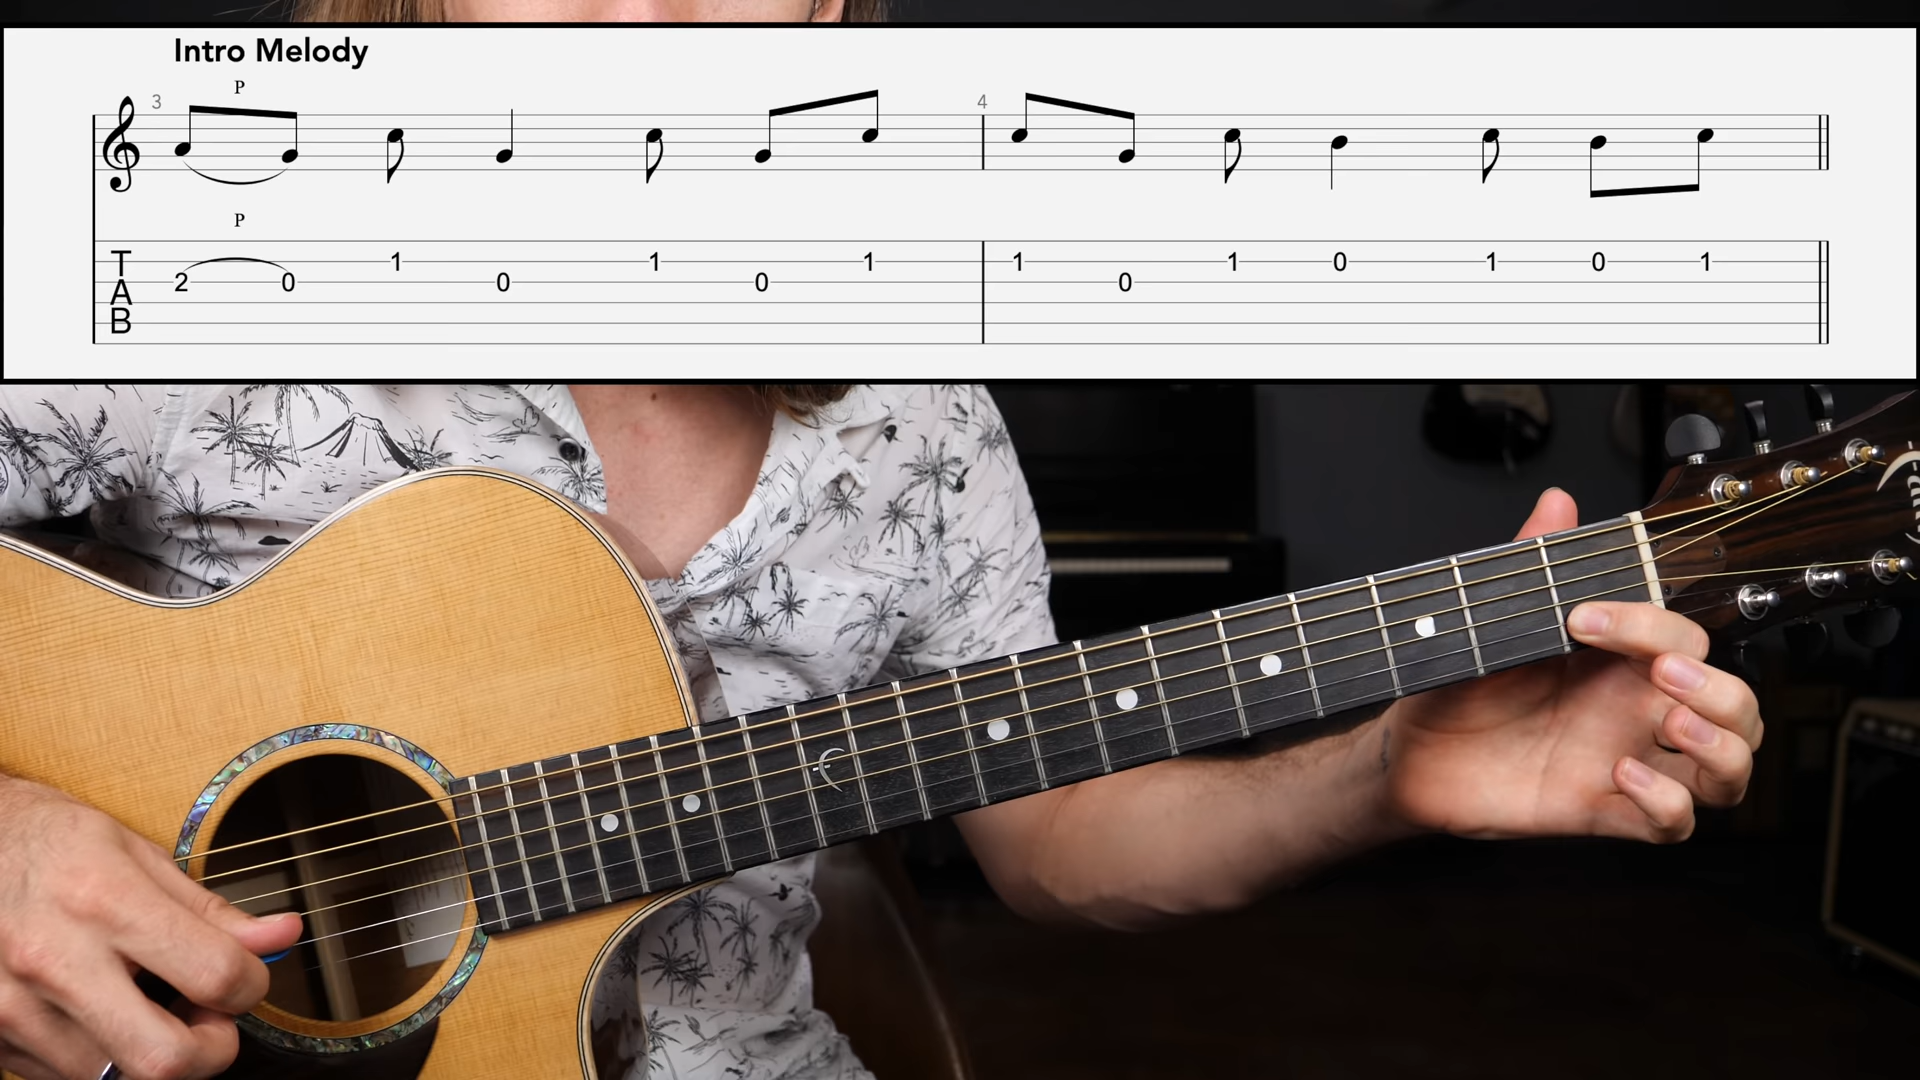 Intro Melody
3 P 4
P
T 1 1 1 1 1 0 1 0 1
A 2 0 0 0 0
B